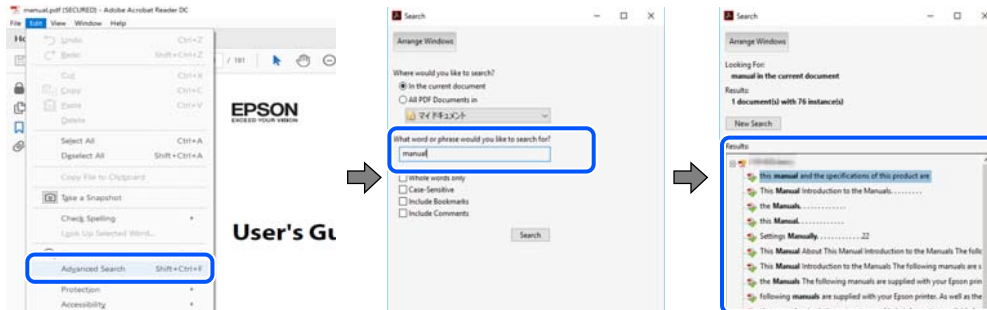 manual.pdf (SECURED) - Adobe Acrobat Reader DC
File Edit View Window Help
Undo Ctrl+Z
Redo Shift+Ctrl+Z
Cut Ctrl+X
Copy Ctrl+C
Paste Ctrl+V
Delete
Select All Ctrl+A
Deselect All Shift+Ctrl+A
Copy File to Clipboard
Take a Snapshot
Check Spelling
Look Up Selected Word...
Advanced Search Shift+Ctrl+F
Protection
Accessibility
/ 181
EPSON
EXCEED YOUR VISION
User's Gu
Search
Arrange Windows
Where would you like to search?
In the current document
All PDF Documents in
マイドキュメント
What word or phrase would you like to search for?
manual
Whole words only
Case-Sensitive
Include Bookmarks
Include Comments
Search
Search
Arrange Windows
Looking For:
manual in the current document
Results:
1 document(s) with 76 instance(s)
New Search
Results:
this manual and the specifications of this product are
This Manual Introduction to the Manuals. . . . . . . . .
the Manuals. . . . . . . . . . . . .
this Manual. . . . . . . . . . . . .
Settings Manually. . . . . . . . . . . .22
This Manual About This Manual Introduction to the Manuals The follo
This Manual Introduction to the Manuals The following manuals are s
the Manuals The following manuals are supplied with your Epson prin
following manuals are supplied with your Epson printer. As well as the